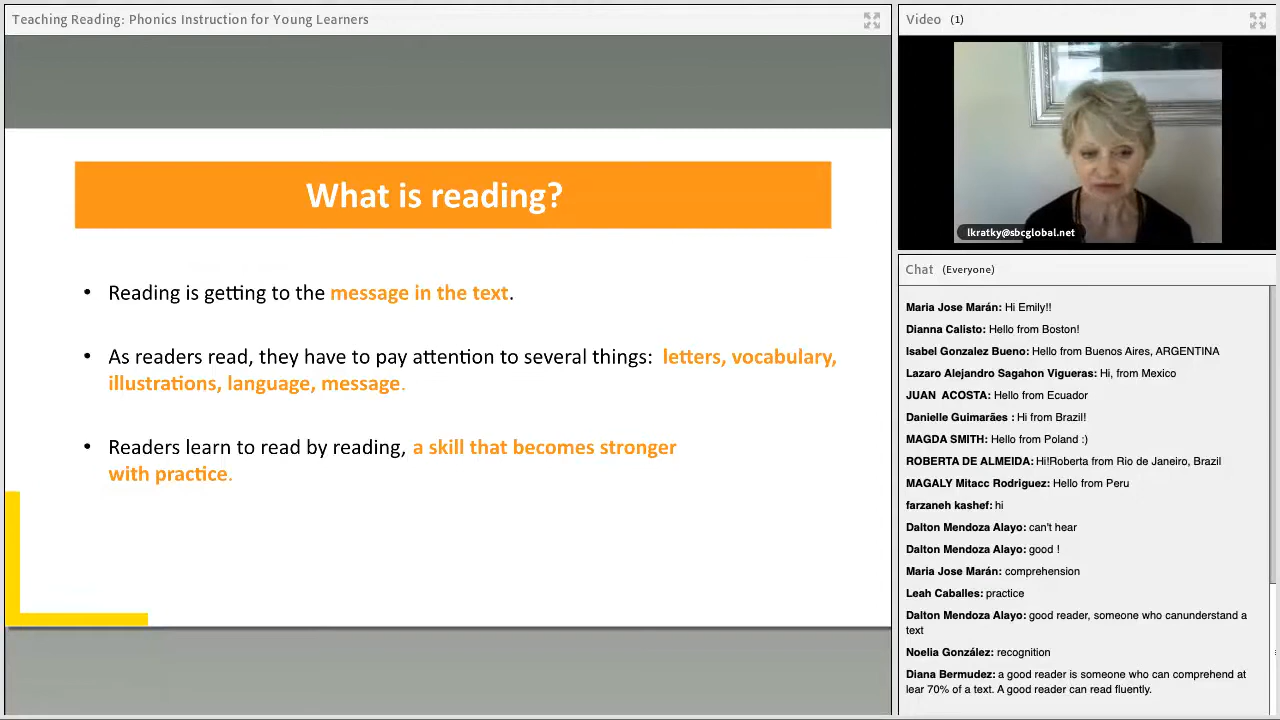 Teaching Reading: Phonics Instruction for Young Learners
What is reading?
• Reading is getting to the message in the text.
• As readers read, they have to pay attention to several things: letters, vocabulary,
illustrations, language, message.
• Readers learn to read by reading, a skill that becomes stronger
with practice.
Video (1)
lkratky@sbcglobal.net
Chat (Everyone)
Maria Jose Marán: Hi Emily!!
Dianna Calisto: Hello from Boston!
Isabel Gonzalez Bueno: Hello from Buenos Aires, ARGENTINA
Lazaro Alejandro Sagahon Vigueras: Hi, from Mexico
JUAN ACOSTA: Hello from Ecuador
Danielle Guimarães : Hi from Brazil!
MAGDA SMITH: Hello from Poland :)
ROBERTA DE ALMEIDA: Hi!Roberta from Rio de Janeiro, Brazil
MAGALY Mitacc Rodriguez: Hello from Peru
farzaneh kashef: hi
Dalton Mendoza Alayo: can't hear
Dalton Mendoza Alayo: good !
Maria Jose Marán: comprehension
Leah Caballes: practice
Dalton Mendoza Alayo: good reader, someone who canunderstand a
text
Noelia González: recognition
Diana Bermudez: a good reader is someone who can comprehend at
lear 70% of a text. A good reader can read fluently.